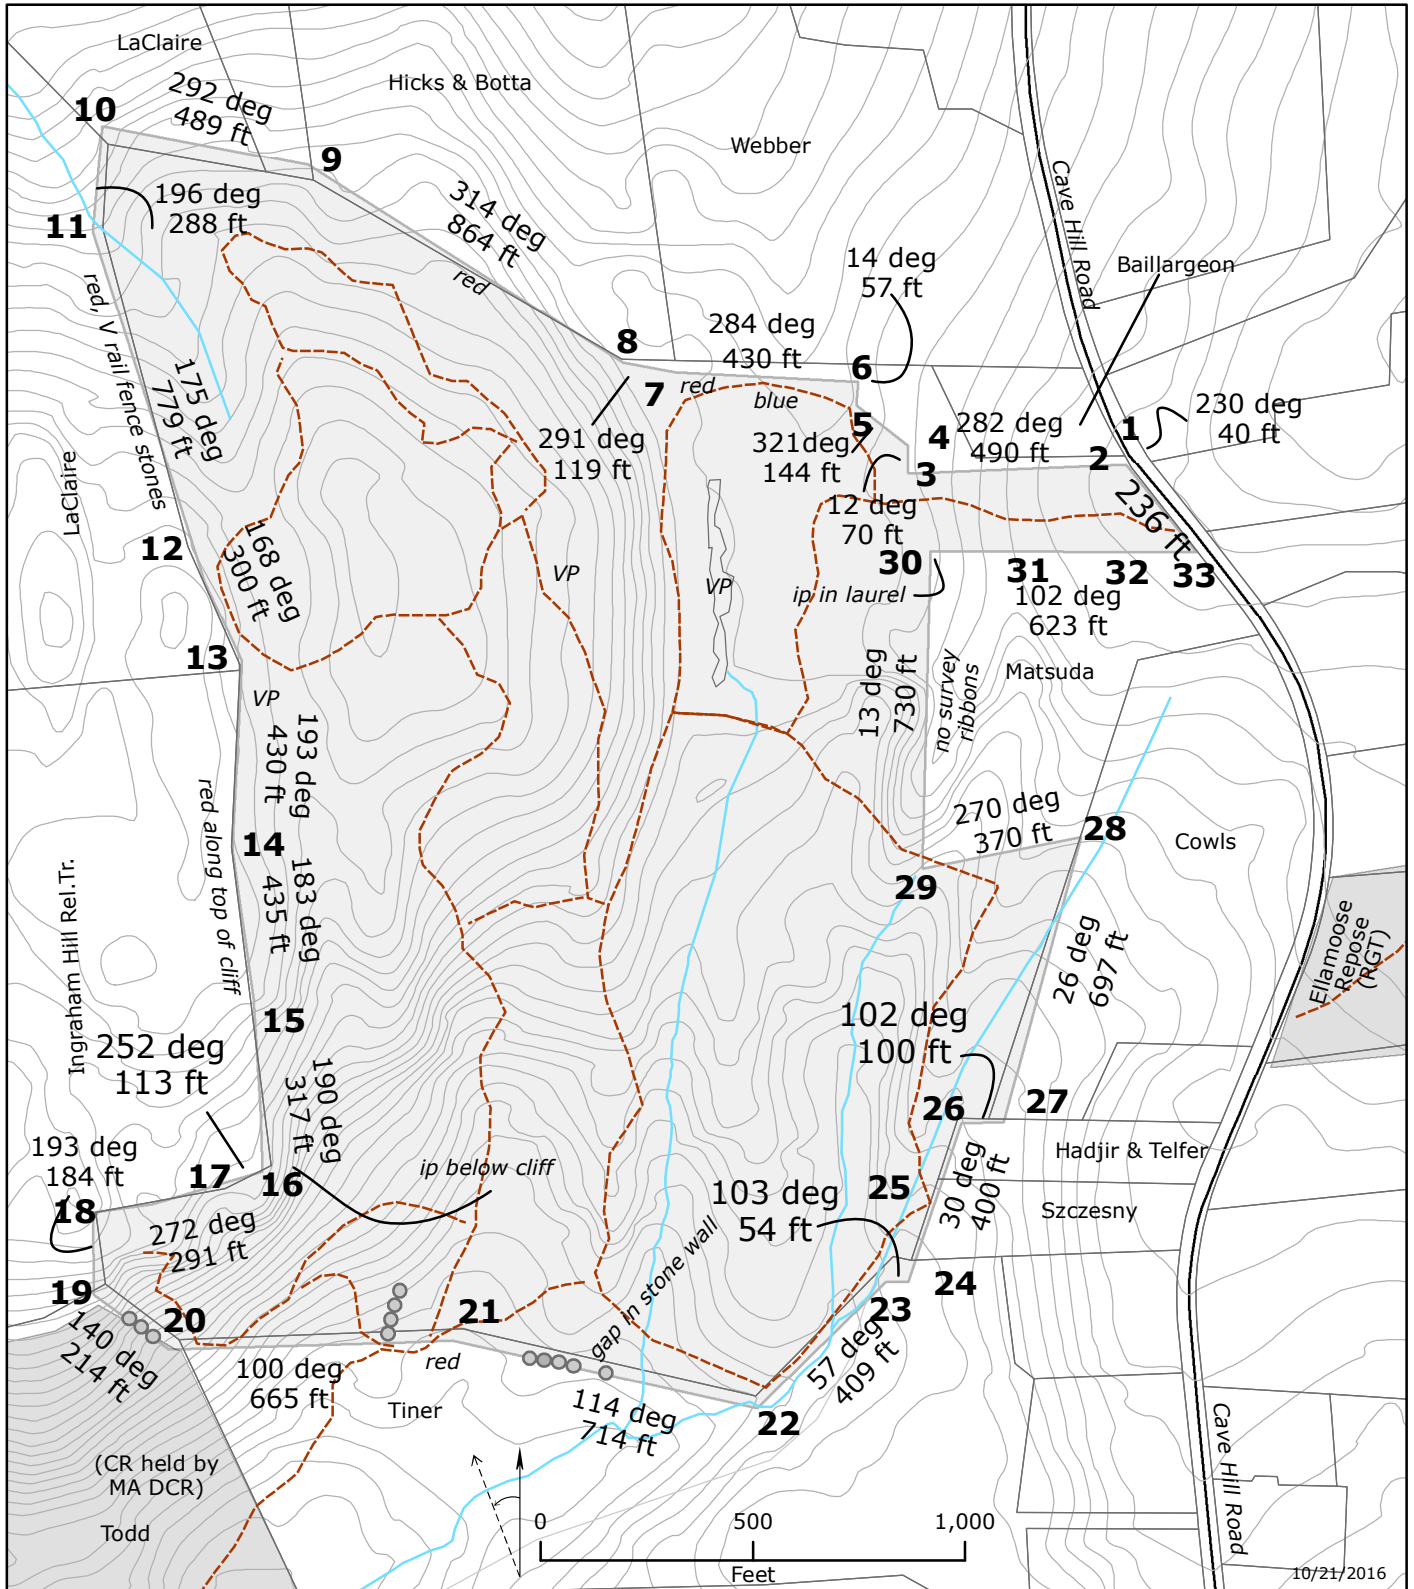 LaClaire
Hicks & Botta
292 deg
489 ft
10
9
Webber
Cave Hill Road
196 deg
288 ft
11
314 deg
864 ft
red
14 deg
57 ft
Baillargeon
red, V rail fence stones
8
284 deg
430 ft
6
7
red
blue
175 deg
779 ft
291 deg
119 ft
5
321deg
144 ft
4
3
282 deg
490 ft
2
1
230 deg
40 ft
LaClaire
12
168 deg
300 ft
12 deg
70 ft
236 ft
VP
VP
30
ip in laurel
31
32
33
102 deg
623 ft
13
VP
13 deg
730 ft
no survey
ribbons
Matsuda
193 deg
430 ft
red along top of cliff
14
270 deg
370 ft
28
Cowls
29
183 deg
435 ft
Ingraham Hill Rel.Tr.
Ellamoose
Repose
(RGT)
26 deg
697 ft
15
252 deg
113 ft
102 deg
100 ft
190 deg
317 ft
26
27
193 deg
184 ft
17
16
ip below cliff
Hadjir & Telfer
18
272 deg
291 ft
103 deg
54 ft
25
30 deg
400 ft
Szczesny
19
gap in stone wall
24
23
20
21
140 deg
214 ft
100 deg
665 ft
red
57 deg
409 ft
Tiner
114 deg
714 ft
22
(CR held by
MA DCR)
Todd
Cave Hill Road
0
500
1,000
Feet
10/21/2016